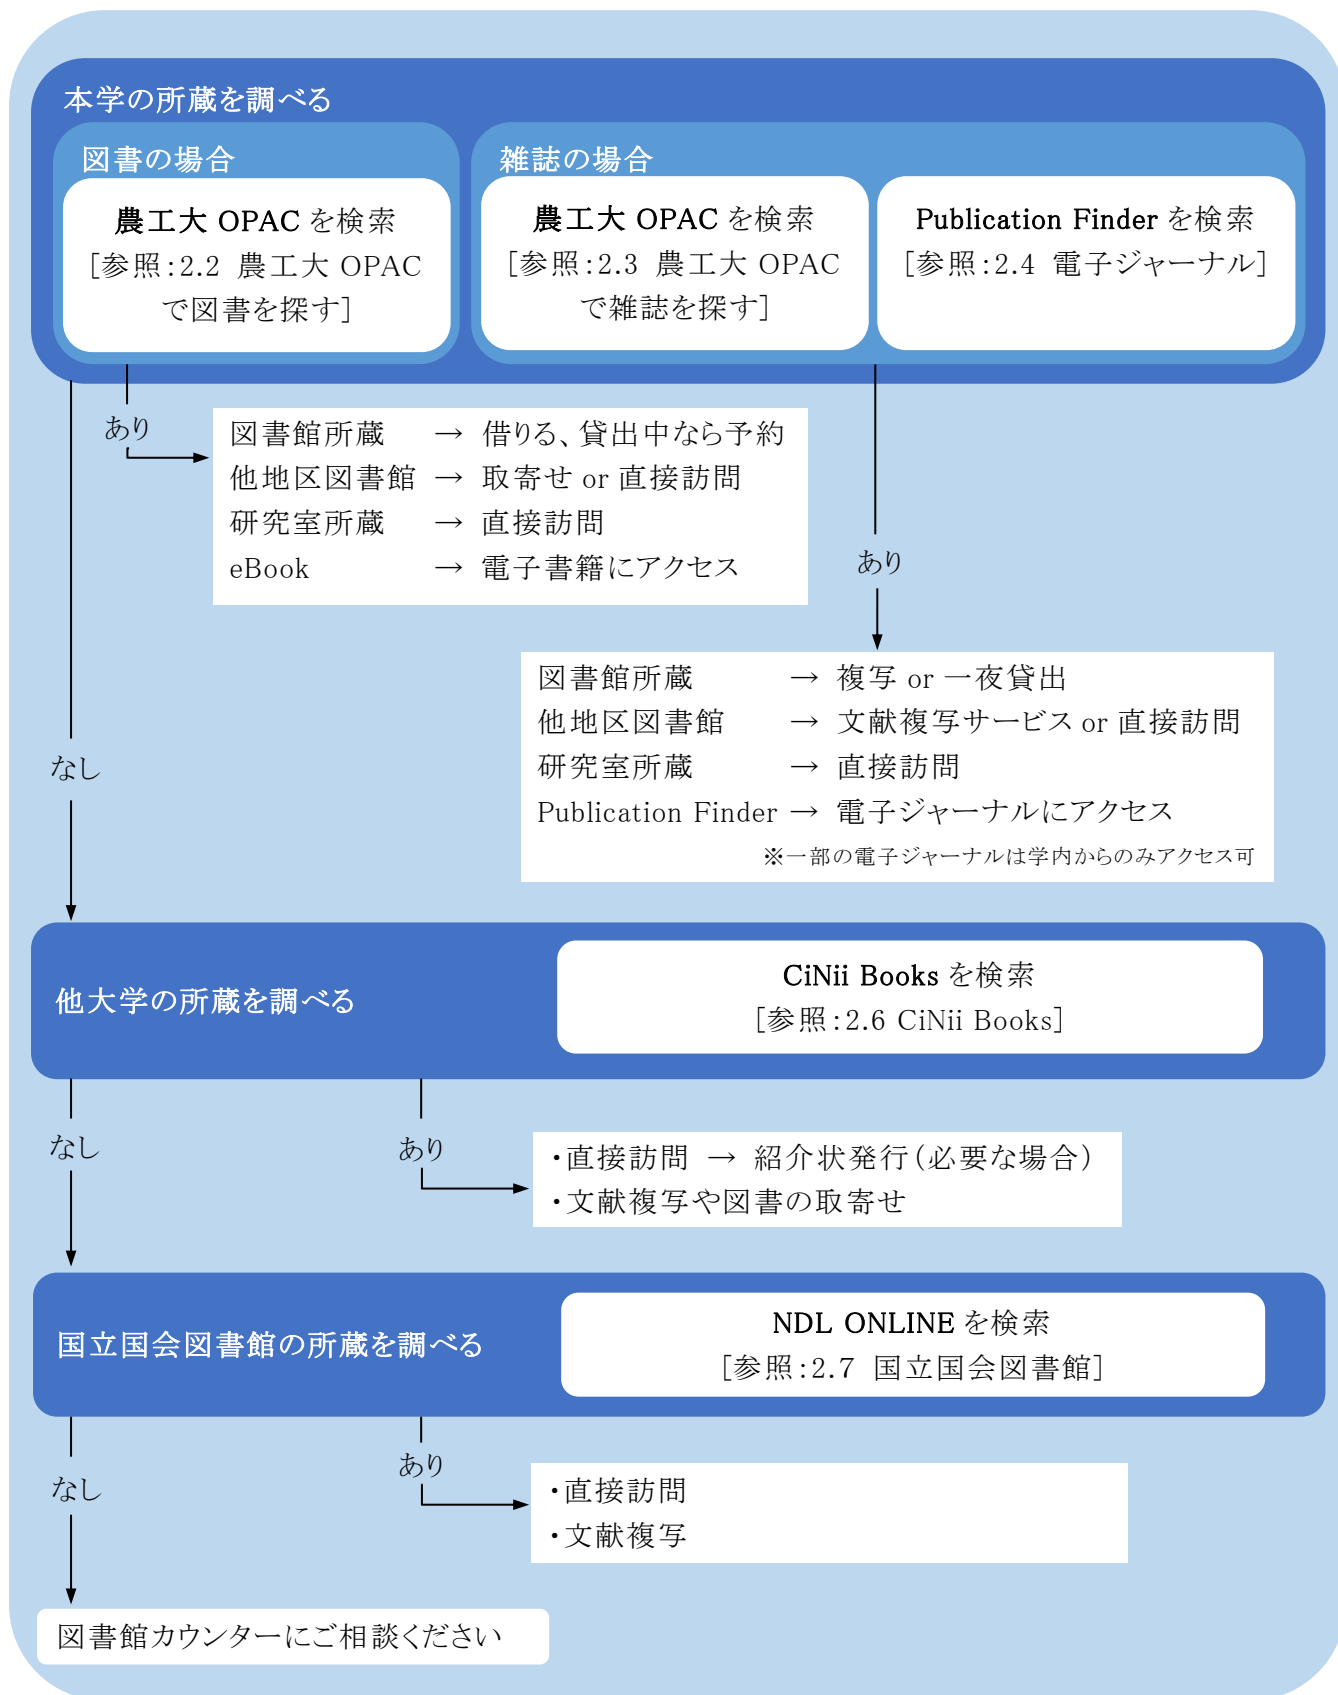 本学の所蔵を調べる
図書の場合
農工大 OPAC を検索
[参照:2.2 農工大 OPAC
で図書を探す]
雑誌の場合
農工大 OPAC を検索
[参照:2.3 農工大 OPAC
で雑誌を探す]
Publication Finder を検索
[参照:2.4 電子ジャーナル]
あり
図書館所蔵 → 借りる、貸出中なら予約
他地区図書館 → 取寄せ or 直接訪問
研究室所蔵 → 直接訪問
eBook → 電子書籍にアクセス
あり
図書館所蔵 → 複写 or 一夜貸出
他地区図書館 → 文献複写サービス or 直接訪問
研究室所蔵 → 直接訪問
Publication Finder → 電子ジャーナルにアクセス
※一部の電子ジャーナルは学内からのみアクセス可
なし
他大学の所蔵を調べる
CiNii Books を検索
[参照:2.6 CiNii Books]
なし
あり
・直接訪問 → 紹介状発行(必要な場合)
・文献複写や図書の取寄せ
国立国会図書館の所蔵を調べる
NDL ONLINE を検索
[参照:2.7 国立国会図書館]
なし
あり
・直接訪問
・文献複写
図書館カウンターにご相談ください